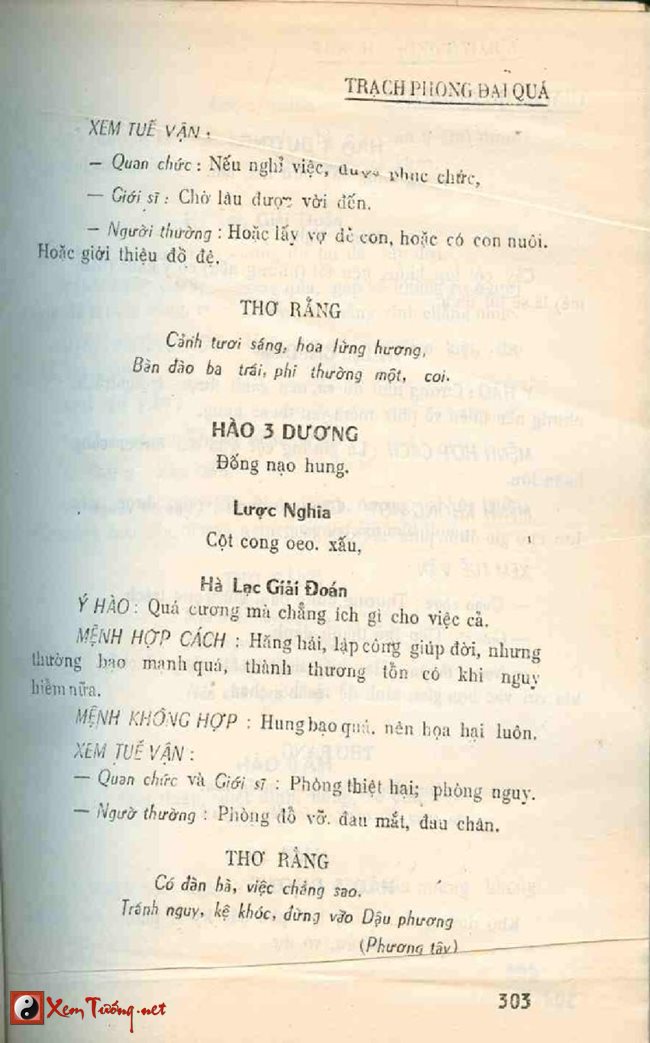 TRẠCH PHONG ĐẠI QUÁ
XEM TUẾ VẬN :
— Quan chức : Nếu nghỉ việc, được phục chức,
— Giới sĩ : Chờ lâu được vời đến.
— Người thường : Hoặc lấy vợ đẻ con, hoặc có con nuôi.
Hoặc giới thiệu đỡ đẻ.
THƠ RẰNG
Cảnh tươi sáng, hoa lừng hương,
Bàn đào ba trái, phi thường một, coi.
HÀO 3 DƯƠNG
Đống nạo hung.
Lược Nghĩa
Cột cong oeo. xấu,
Hà Lạc Giải Đoán
Ý HÀO : Quá cương mà chẳng ích gì cho việc cả.
MỆNH HỢP CÁCH : Hăng hái, lập công giúp đời, nhưng
thường bạo mạnh quá, thành thương tổn có khi nguy
hiểm nữa.
MỆNH KHÔNG HỢP : Hung bạo quá, nên họa hại luôn.
XEM TUẾ VẬN :
— Quan chức và Giới sĩ : Phòng thiệt hại; phòng nguy.
— Ngườ thường : Phòng đồ vỡ. đau mắt, đau chân.
THƠ RẰNG
Có đàn bà, việc chẳng sao.
Tránh nguy, kệ khóc, đừng vào Dậu phương
(Phương tây)
303
XemTướng.net